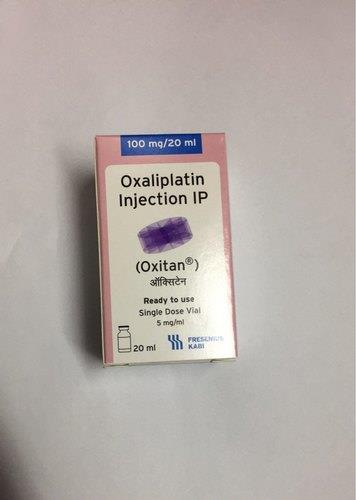 100 mg/20 ml
Oxaliplatin
Injection IP
(Oxitan®)
ऑक्सिटेन
Ready to use
Single Dose Vial
5 mg/ml
20 ml
FRESENIUS
KABI